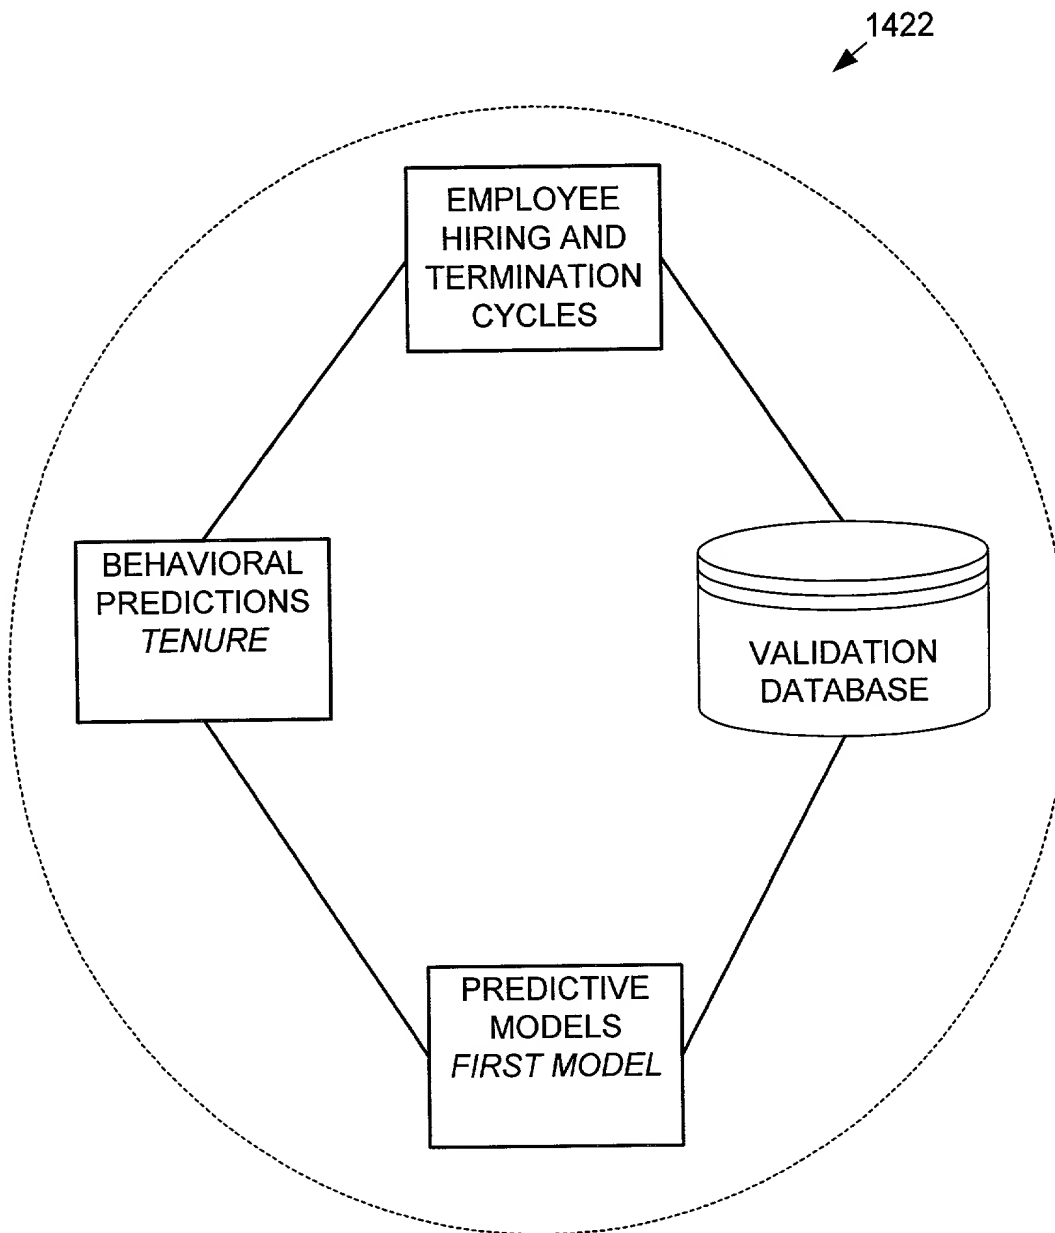 1422
EMPLOYEE
HIRING AND
TERMINATION
CYCLES
BEHAVIORAL
PREDICTIONS
TENURE
VALIDATION
DATABASE
PREDICTIVE
MODELS
FIRST MODEL